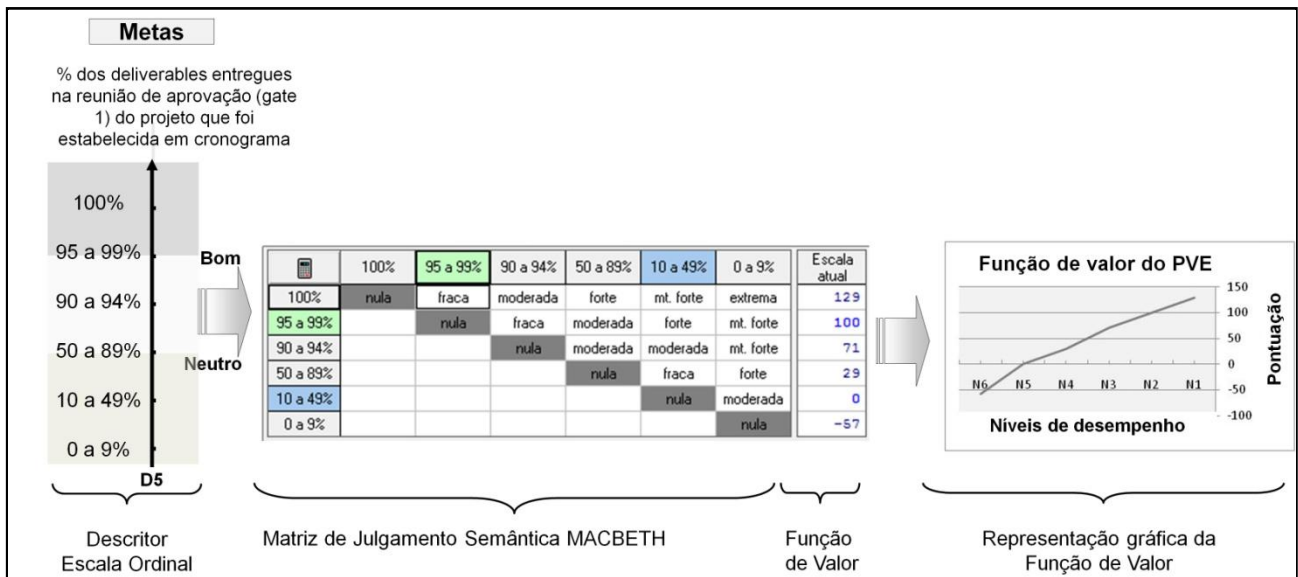 Metas
% dos deliverables entregues
na reunião de aprovação (gate
1) do projeto que foi
estabelecida em cronograma
100%
95 a 99%
90 a 94%
50 a 89%
10 a 49%
0 a 9%
D5
Bom
Neutro
100% 95 a 99% 90 a 94% 50 a 89% 10 a 49% 0 a 9% Escala atual
100% nula fraca moderada forte mt. forte extrema 129
95 a 99% nula fraca moderada forte mt. forte 100
90 a 94% nula moderada moderada mt. forte 71
50 a 89% nula fraca forte 29
10 a 49% nula moderada 0
0 a 9% nula -57
Função de valor do PVE
150
100
50
0
-50
-100
N6 N5 N4 N3 N2 N1
Pontuação
Níveis de desempenho
Descritor
Escala Ordinal
Matriz de Julgamento Semântica MACBETH
Função
de Valor
Representação gráfica da
Função de Valor